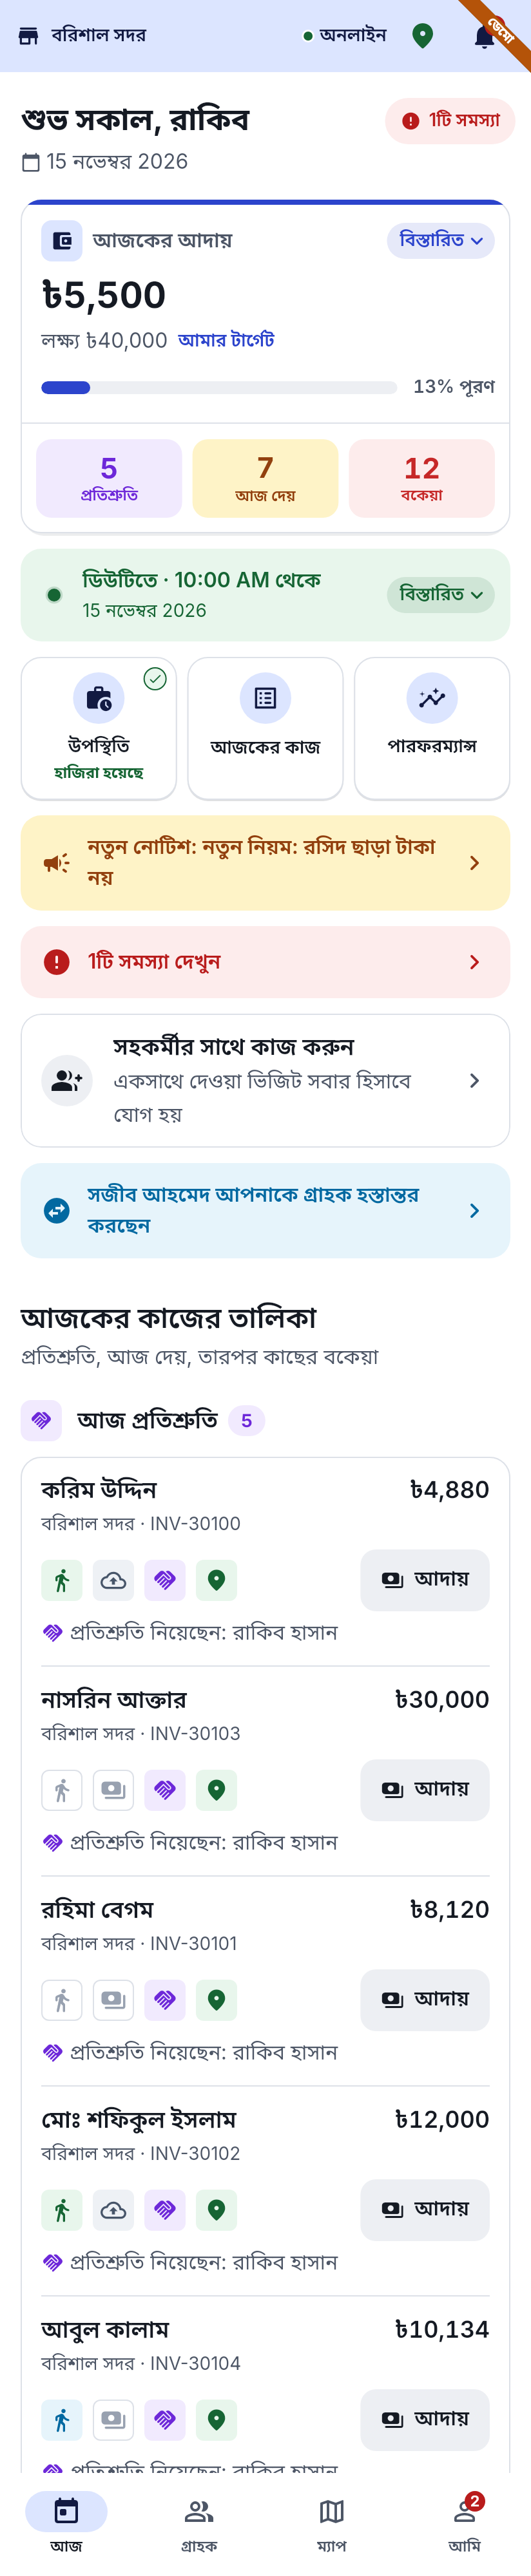 বরিশাল সদর
অনলাইন
ডেমো
শুভ সকাল, রাকিব
1টি সমস্যা
15 নভেম্বর 2026
আজকের আদায়
বিস্তারিত
৳5,500
লক্ষ্য ৳40,000 আমার টার্গেট
13% পূরণ
5
প্রতিশ্রুতি
7
আজ দেয়
12
বকেয়া
ডিউটিতে · 10:00 AM থেকে
15 নভেম্বর 2026
বিস্তারিত
উপস্থিতি
হাজিরা হয়েছে
আজকের কাজ
পারফরম্যান্স
নতুন নোটিশ: নতুন নিয়ম: রসিদ ছাড়া টাকা
নয়
1টি সমস্যা দেখুন
সহকর্মীর সাথে কাজ করুন
একসাথে দেওয়া ভিজিট সবার হিসাবে
যোগ হয়
সজীব আহমেদ আপনাকে গ্রাহক হস্তান্তর
করছেন
আজকের কাজের তালিকা
প্রতিশ্রুতি, আজ দেয়, তারপর কাছের বকেয়া
আজ প্রতিশ্রুতি 5
করিম উদ্দিন ৳4,880
বরিশাল সদর · INV-30100
আদায়
প্রতিশ্রুতি নিয়েছেন: রাকিব হাসান
নাসরিন আক্তার ৳30,000
বরিশাল সদর · INV-30103
আদায়
প্রতিশ্রুতি নিয়েছেন: রাকিব হাসান
রহিমা বেগম ৳8,120
বরিশাল সদর · INV-30101
আদায়
প্রতিশ্রুতি নিয়েছেন: রাকিব হাসান
মোঃ শফিকুল ইসলাম ৳12,000
বরিশাল সদর · INV-30102
আদায়
প্রতিশ্রুতি নিয়েছেন: রাকিব হাসান
আবুল কালাম ৳10,134
বরিশাল সদর · INV-30104
আদায়
প্রতিশ্রুতি নিয়েছেন: রাকিব হাসান
2
আজ
গ্রাহক
ম্যাপ
আমি